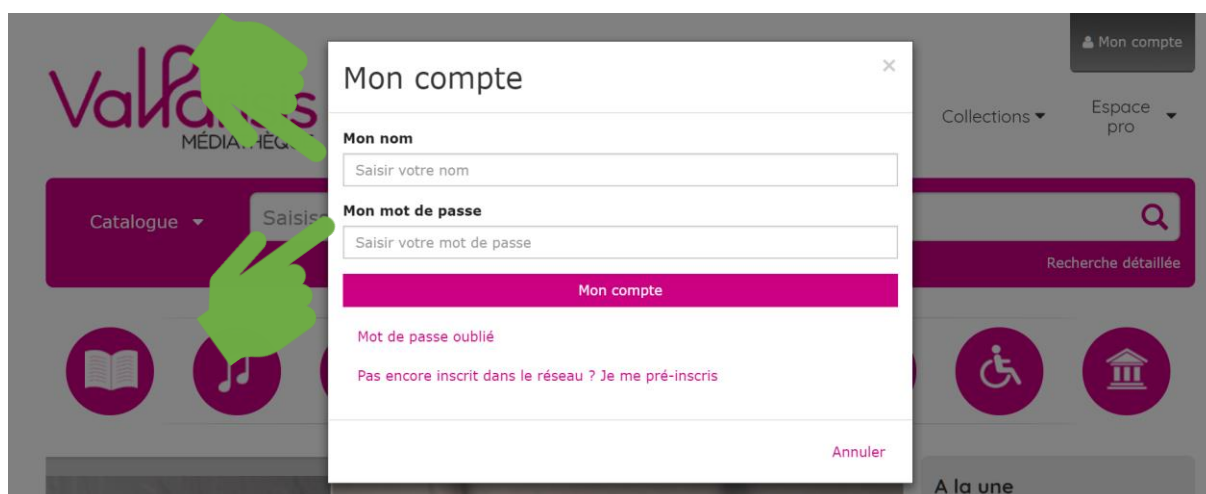 Mon compte
MÉDIATHÈQUE
Collections
Espace
pro
Catalogue
Recherche détaillée
Mon compte
×
Mon nom
Saisir votre nom
Mon mot de passe
Saisir votre mot de passe
Mon compte
Mot de passe oublié
Pas encore inscrit dans le réseau ? Je me pré-inscris
Annuler
A la une